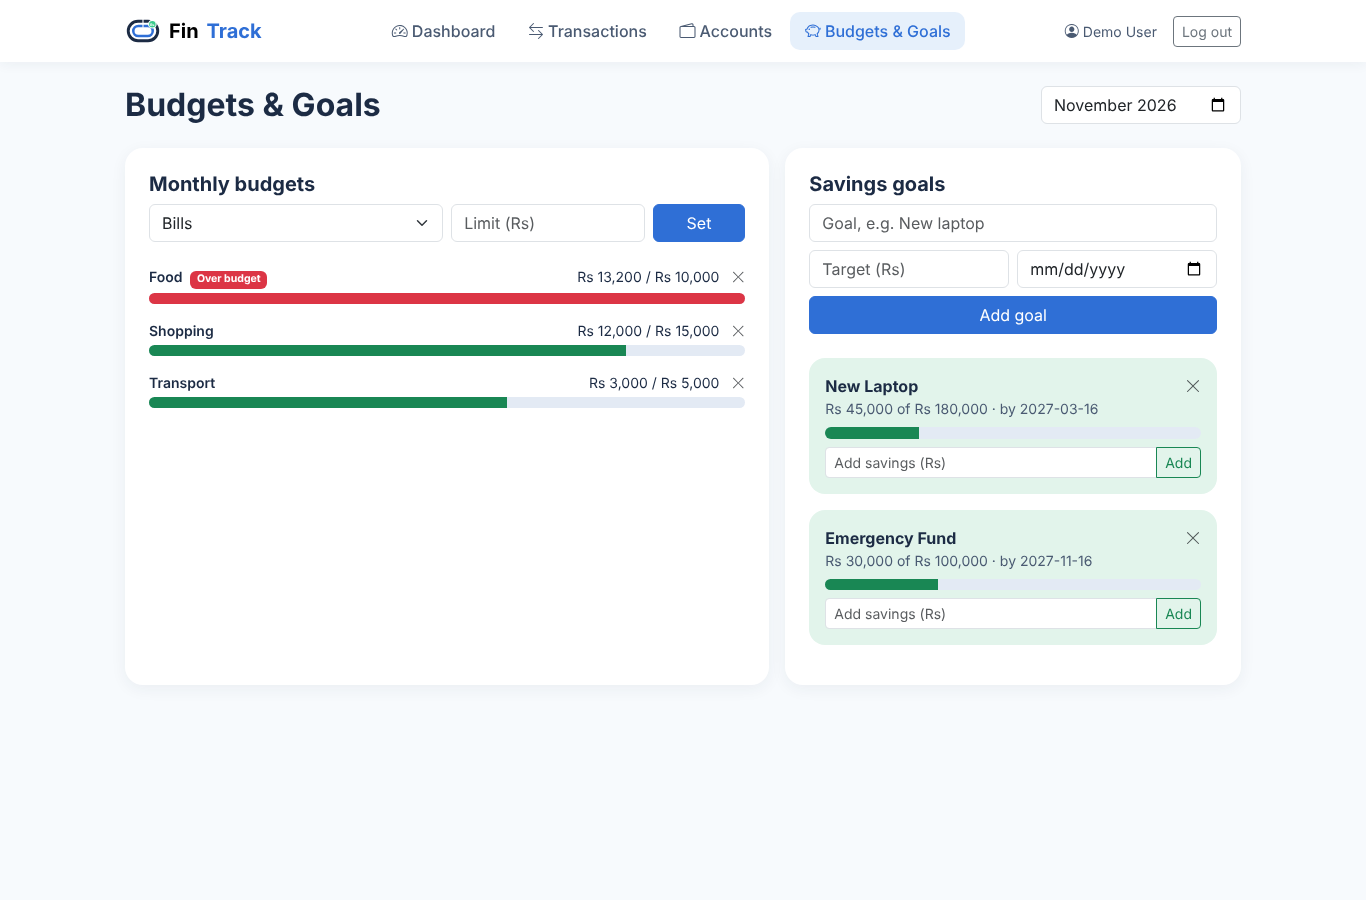 Fin Track
Dashboard
Transactions
Accounts
Budgets & Goals
Demo User
Log out
Budgets & Goals
November 2026
Monthly budgets
Bills
Limit (Rs)
Set
Food Over budget Rs 13,200 / Rs 10,000
Shopping Rs 12,000 / Rs 15,000
Transport Rs 3,000 / Rs 5,000
Savings goals
Goal, e.g. New laptop
Target (Rs)
mm/dd/yyyy
Add goal
New Laptop
Rs 45,000 of Rs 180,000 · by 2027-03-16
Add savings (Rs) Add
Emergency Fund
Rs 30,000 of Rs 100,000 · by 2027-11-16
Add savings (Rs) Add